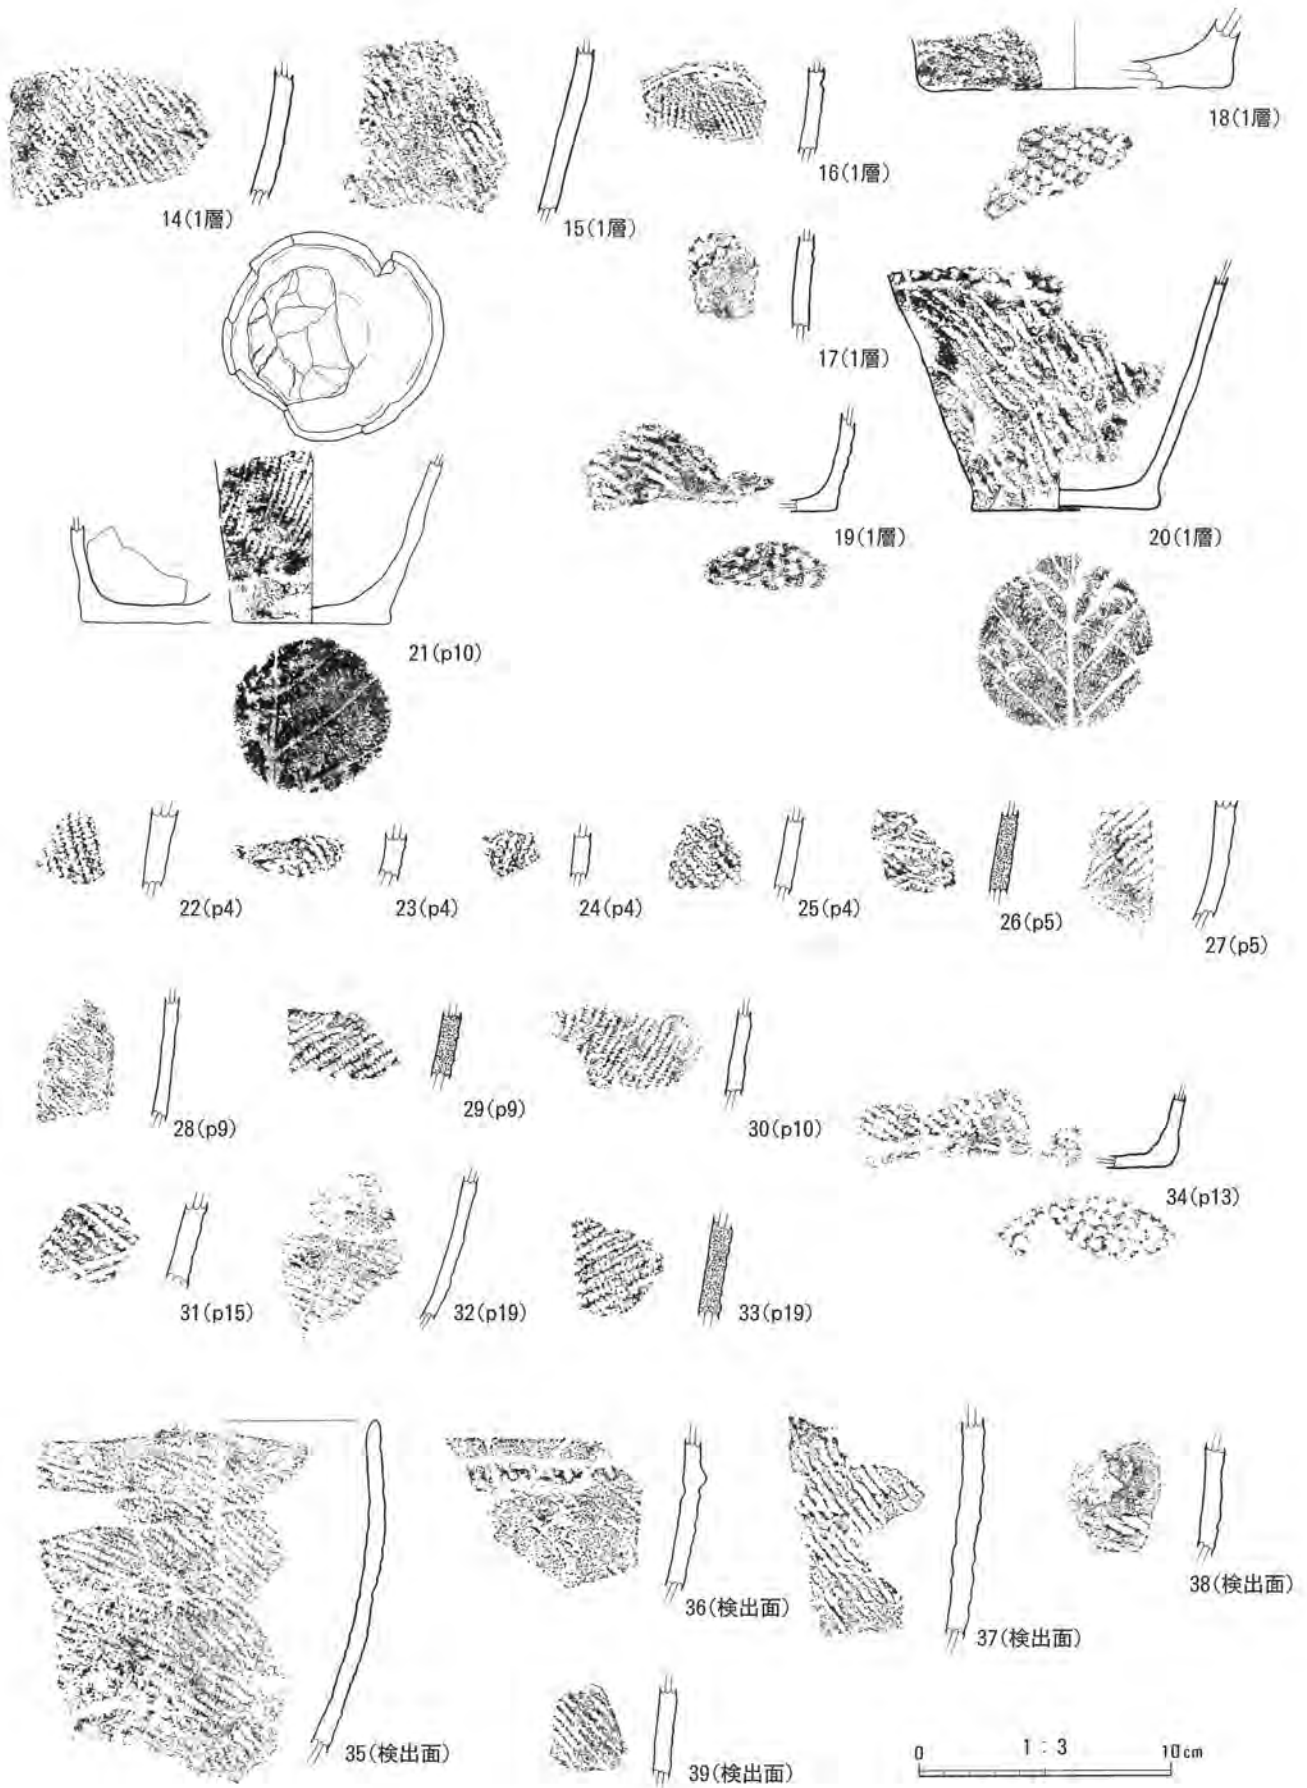 14(1層)
15(1層)
16(1層)
17(1層)
18(1層)
19(1層)
20(1層)
21(p10)
22(p4)
23(p4)
24(p4)
25(p4)
26(p5)
27(p5)
28(p9)
29(p9)
30(p10)
31(p15)
32(p19)
33(p19)
34(p13)
35(検出面)
36(検出面)
37(検出面)
38(検出面)
39(検出面)
0 1 : 3 10cm